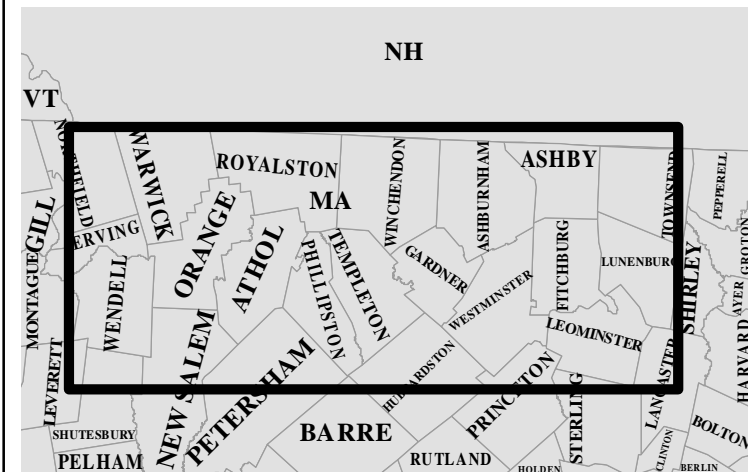 NH
VT
NORTHFIELD
WARWICK
ROYALSTON
WINCHENDON
ASHBURNHAM
ASHBY
TOWNSEND
PEPPERELL
MA
GILL
ERVING
ORANGE
ATHOL
PHILLIPSTON
TEMPLETON
GARDNER
WESTMINSTER
FITCHBURG
LUNENBURG
SHIRLEY
GROTON
AYER
MONTAGUE
WENDELL
LEOMINSTER
HARVARD
LEVERETT
NEW SALEM
PETERSHAM
HUBBARDSTON
PRINCETON
STERLING
LANCASTER
BOLTON
SHUTESBURY
PELHAM
BARRE
RUTLAND
HOLDEN
CLINTON
BERLIN